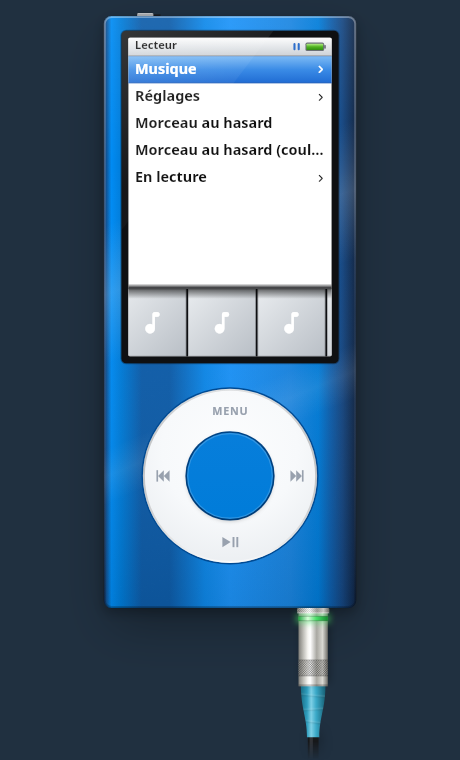 Lecteur
Musique
Réglages
Morceau au hasard
Morceau au hasard (coul...
En lecture
MENU